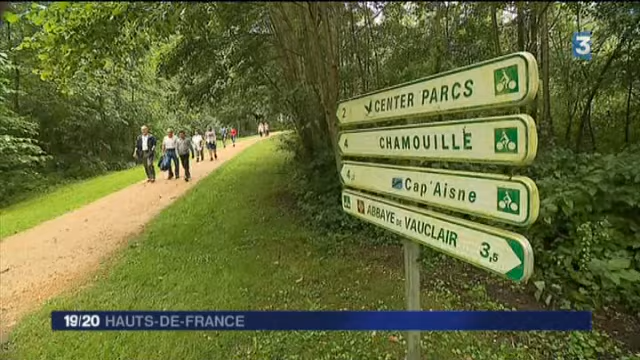 3
2 CENTER PARCS
4 CHAMOUILLE
4 Cap'Aisne
ABBAYE DE VAUCLAIR 3,5
19/20 HAUTS-DE-FRANCE